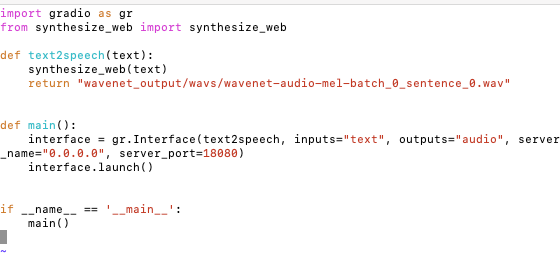 import gradio as gr
from synthesize_web import synthesize_web

def text2speech(text):
    synthesize_web(text)
    return "wavenet_output/wavs/wavenet-audio-mel-batch_0_sentence_0.wav"


def main():
    interface = gr.Interface(text2speech, inputs="text", outputs="audio", server
_name="0.0.0.0", server_port=18080)
    interface.launch()


if __name__ == '__main__':
    main()

~